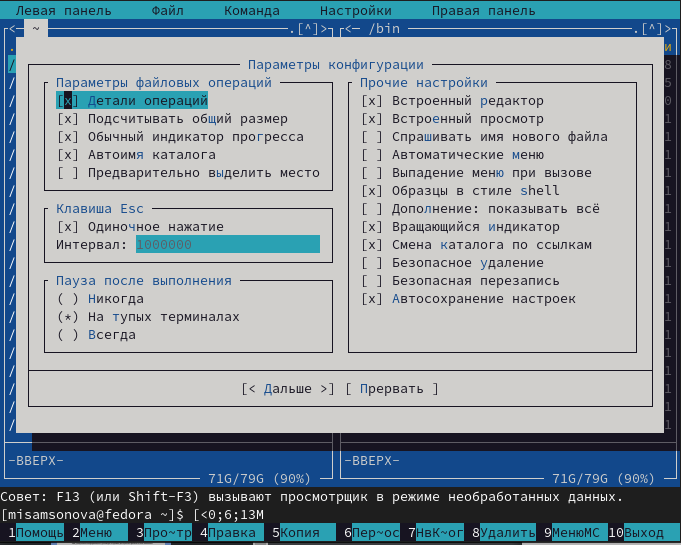 Левая панель Файл Команда Настройки Правая панель
<- ~ .[^]> <- /bin .[^]>
Параметры конфигурации
Параметры файловых операций
[x] Детали операций
[x] Подсчитывать общий размер
[x] Обычный индикатор прогресса
[x] Автоимя каталога
[ ] Предварительно выделить место
Клавиша Esc
[x] Одиночное нажатие
Интервал: 1000000
Пауза после выполнения
( ) Никогда
(*) На тупых терминалах
( ) Всегда
Прочие настройки
[x] Встроенный редактор
[x] Встроенный просмотр
[ ] Спрашивать имя нового файла
[ ] Автоматические меню
[ ] Выпадение меню при вызове
[x] Образцы в стиле shell
[ ] Дополнение: показывать всё
[x] Вращающийся индикатор
[x] Смена каталога по ссылкам
[ ] Безопасное удаление
[ ] Безопасная перезапись
[x] Автосохранение настроек
[< Дальше >] [ Прервать ]
-ВВЕРХ- -ВВЕРХ-
71G/79G (90%) 71G/79G (90%)
Совет: F13 (или Shift-F3) вызывают просмотрщик в режиме необработанных данных.
[misamsonova@fedora ~]$ [<0;6;13M
1Помощь 2Меню 3Про~тр 4Правка 5Копия 6Пер~ос 7НвК~ог 8Удалить 9МенюMC 10Выход